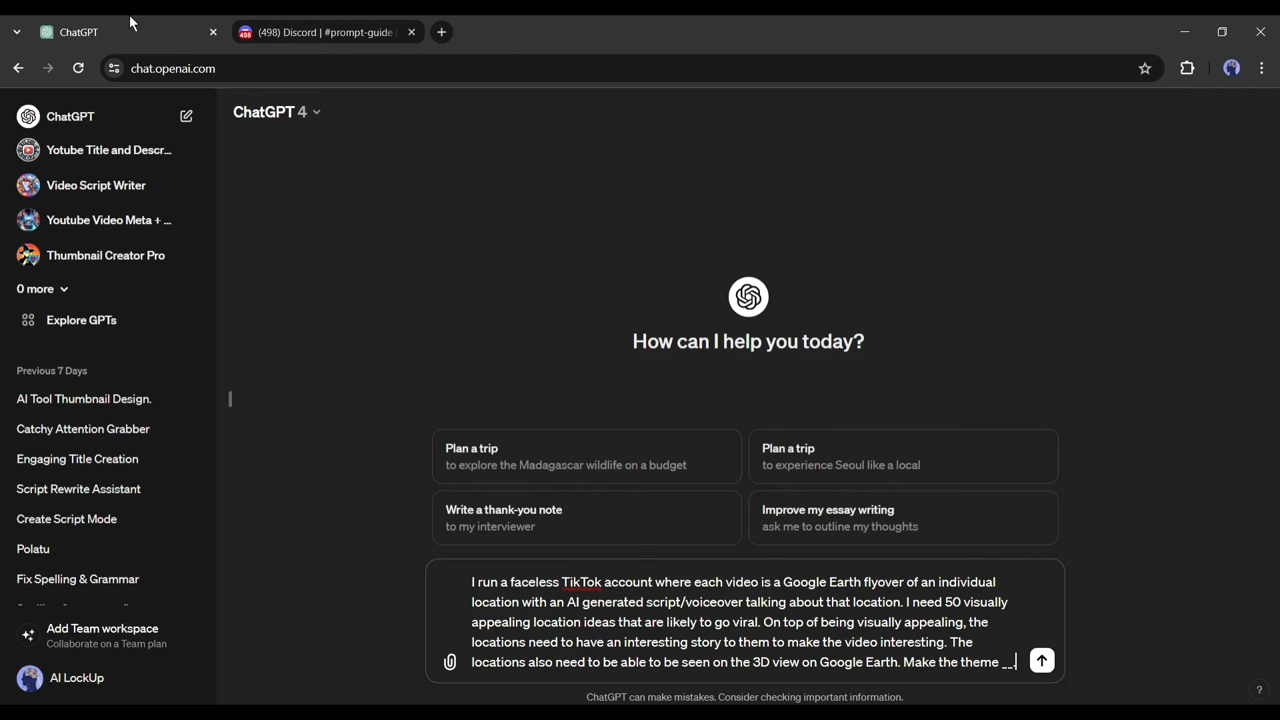 ChatGPT
(498) Discord | #prompt-guide
chat.openai.com
ChatGPT
Yotube Title and Descr...
Video Script Writer
Youtube Video Meta + ...
Thumbnail Creator Pro
0 more
Explore GPTs
Previous 7 Days
AI Tool Thumbnail Design.
Catchy Attention Grabber
Engaging Title Creation
Script Rewrite Assistant
Create Script Mode
Polatu
Fix Spelling & Grammar
Add Team workspace
Collaborate on a Team plan
AI LockUp
ChatGPT 4
How can I help you today?
Plan a trip
to explore the Madagascar wildlife on a budget
Plan a trip
to experience Seoul like a local
Write a thank-you note
to my interviewer
Improve my essay writing
ask me to outline my thoughts
I run a faceless TikTok account where each video is a Google Earth flyover of an individual
location with an AI generated script/voiceover talking about that location. I need 50 visually
appealing location ideas that are likely to go viral. On top of being visually appealing, the
locations need to have an interesting story to them to make the video interesting. The
locations also need to be able to be seen on the 3D view on Google Earth. Make the theme __.
ChatGPT can make mistakes. Consider checking important information.
?